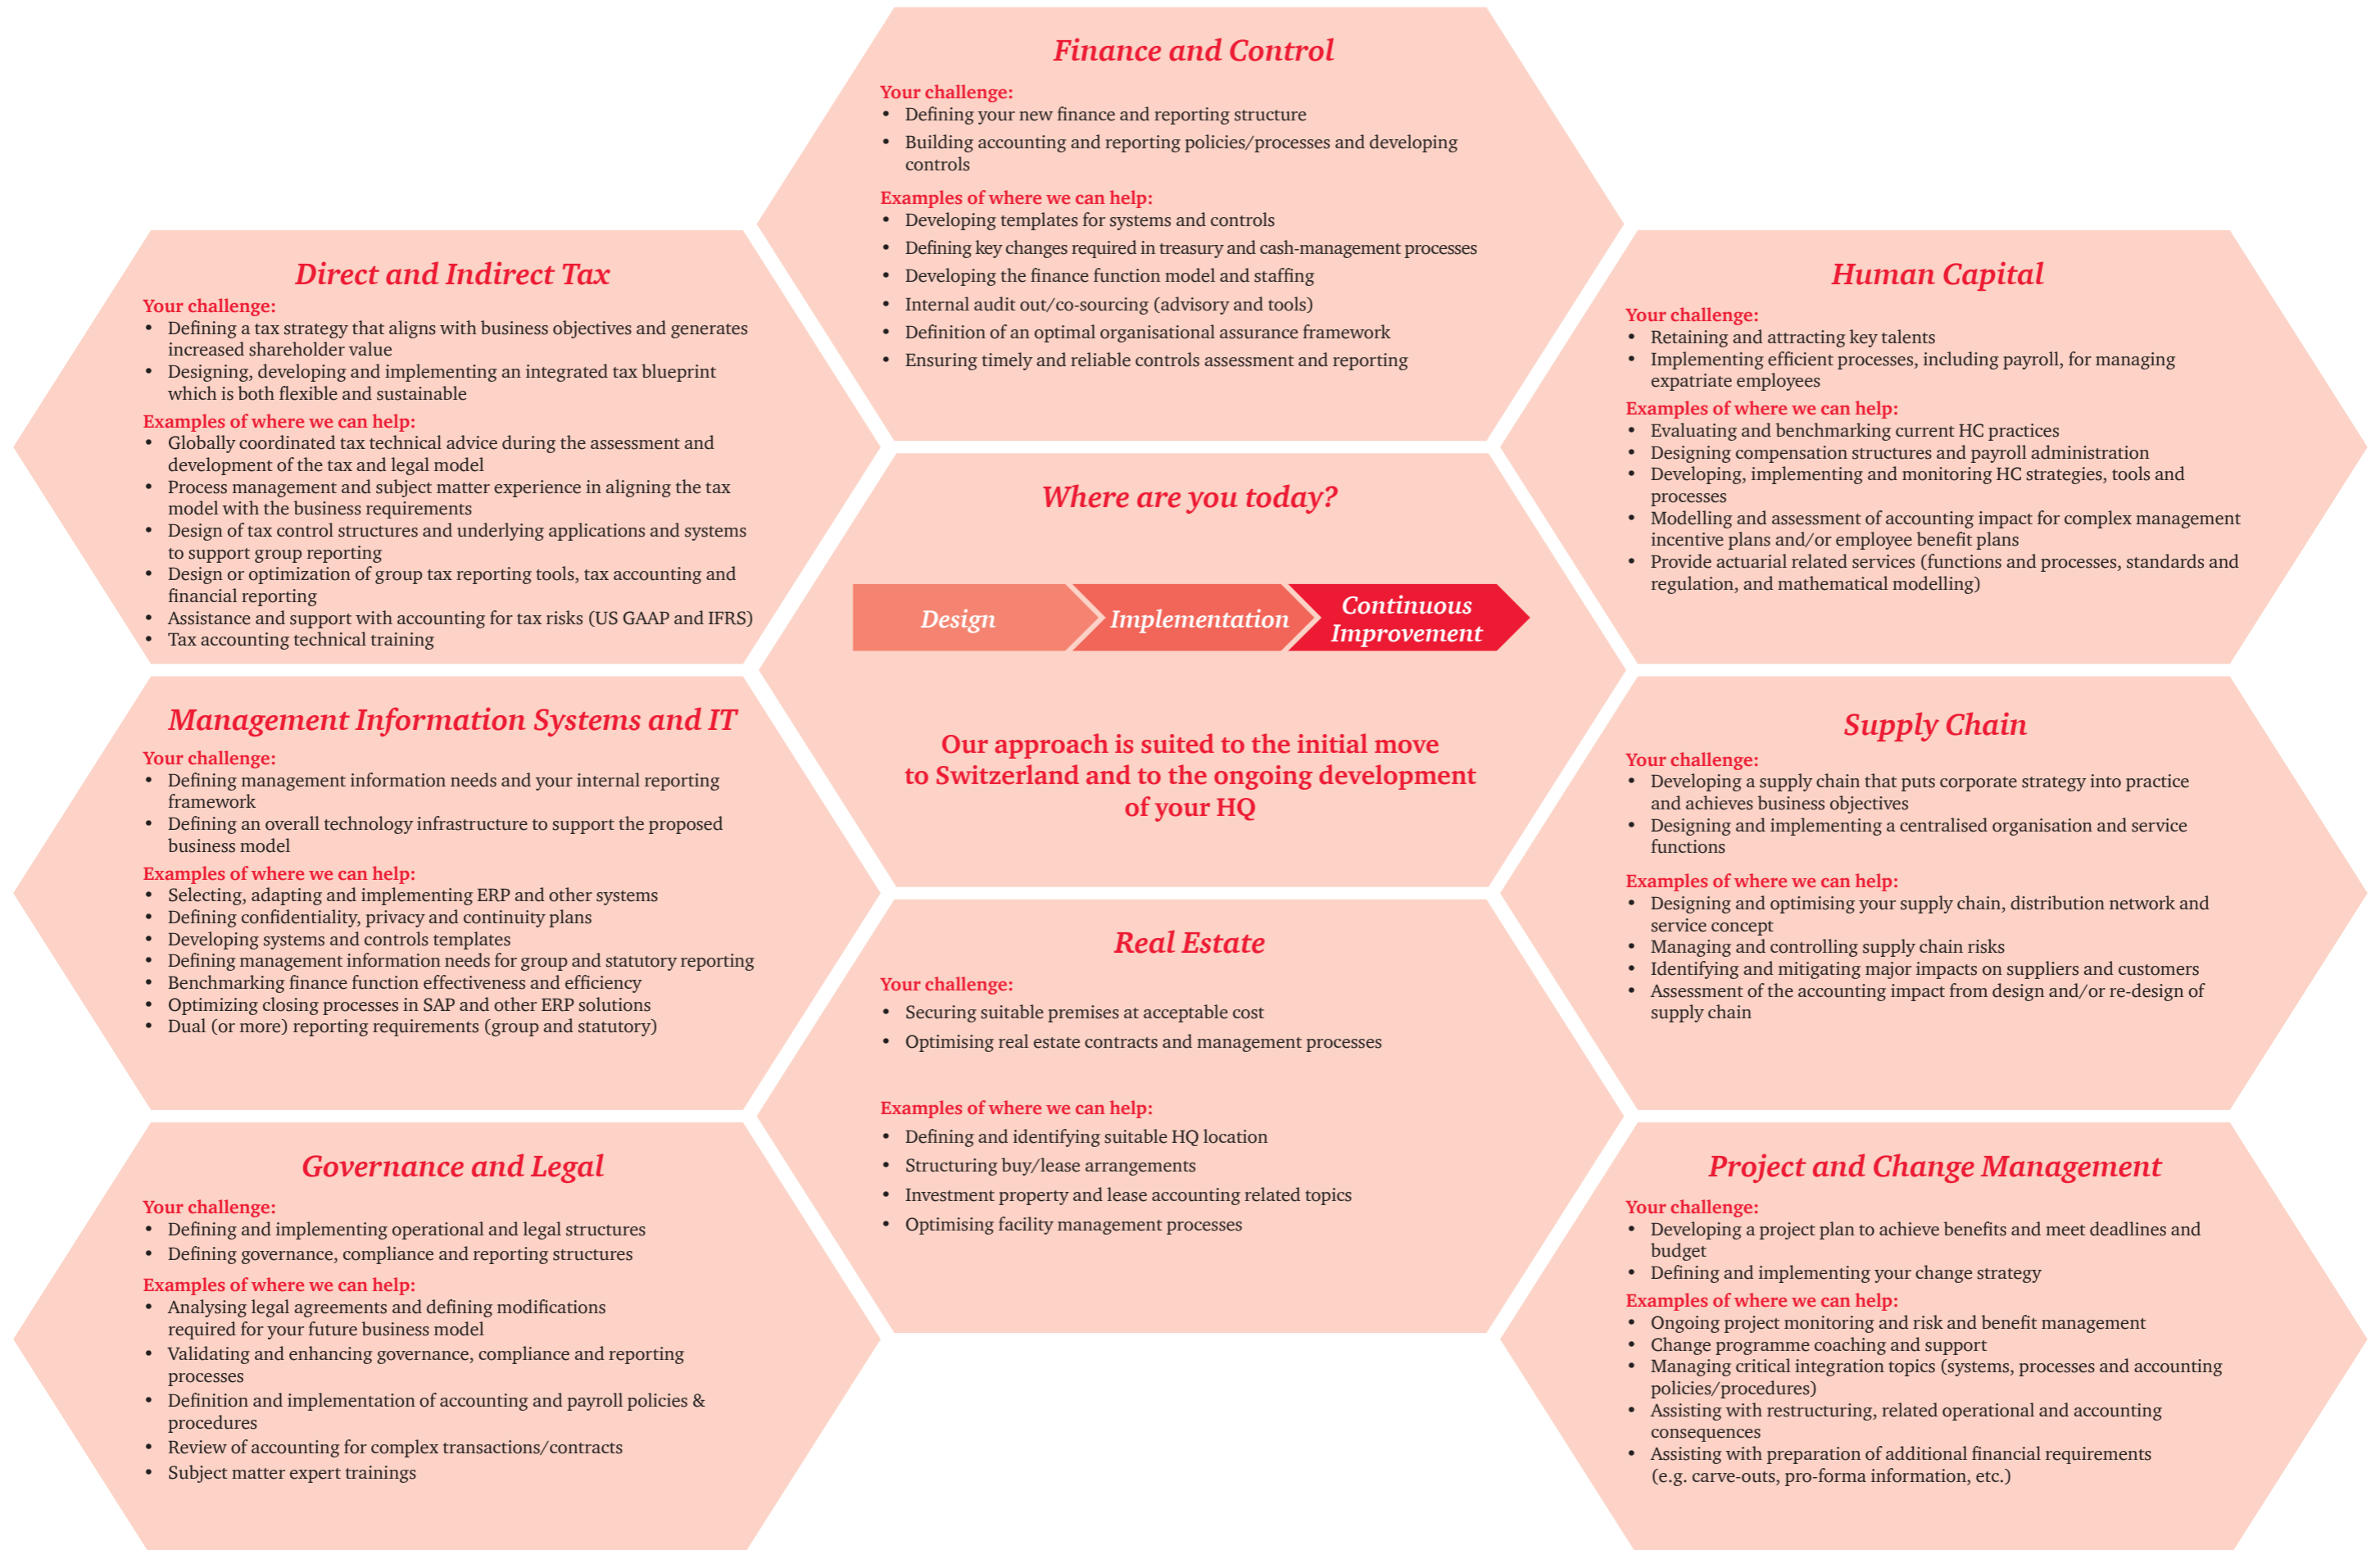 Finance and Control
Your challenge:
• Defining your new finance and reporting structure
• Building accounting and reporting policies/processes and developing
controls
Examples of where we can help:
• Developing templates for systems and controls
• Defining key changes required in treasury and cash-management processes
• Developing the finance function model and staffing
• Internal audit out/co-sourcing (advisory and tools)
• Definition of an optimal organisational assurance framework
• Ensuring timely and reliable controls assessment and reporting
Direct and Indirect Tax
Your challenge:
• Defining a tax strategy that aligns with business objectives and generates
increased shareholder value
• Designing, developing and implementing an integrated tax blueprint
which is both flexible and sustainable
Examples of where we can help:
• Globally coordinated tax technical advice during the assessment and
development of the tax and legal model
• Process management and subject matter experience in aligning the tax
model with the business requirements
• Design of tax control structures and underlying applications and systems
to support group reporting
• Design or optimization of group tax reporting tools, tax accounting and
financial reporting
• Assistance and support with accounting for tax risks (US GAAP and IFRS)
• Tax accounting technical training
Human Capital
Your challenge:
• Retaining and attracting key talents
• Implementing efficient processes, including payroll, for managing
expatriate employees
Examples of where we can help:
• Evaluating and benchmarking current HC practices
• Designing compensation structures and payroll administration
• Developing, implementing and monitoring HC strategies, tools and
processes
• Modelling and assessment of accounting impact for complex management
incentive plans and/or employee benefit plans
• Provide actuarial related services (functions and processes, standards and
regulation, and mathematical modelling)
Where are you today?
Design
Implementation
Continuous
Improvement
Our approach is suited to the initial move
to Switzerland and to the ongoing development
of your HQ
Management Information Systems and IT
Your challenge:
• Defining management information needs and your internal reporting
framework
• Defining an overall technology infrastructure to support the proposed
business model
Examples of where we can help:
• Selecting, adapting and implementing ERP and other systems
• Defining confidentiality, privacy and continuity plans
• Developing systems and controls templates
• Defining management information needs for group and statutory reporting
• Benchmarking finance function effectiveness and efficiency
• Optimizing closing processes in SAP and other ERP solutions
• Dual (or more) reporting requirements (group and statutory)
Supply Chain
Your challenge:
• Developing a supply chain that puts corporate strategy into practice
and achieves business objectives
• Designing and implementing a centralised organisation and service
functions
Examples of where we can help:
• Designing and optimising your supply chain, distribution network and
service concept
• Managing and controlling supply chain risks
• Identifying and mitigating major impacts on suppliers and customers
• Assessment of the accounting impact from design and/or re-design of
supply chain
Real Estate
Your challenge:
• Securing suitable premises at acceptable cost
• Optimising real estate contracts and management processes
Examples of where we can help:
• Defining and identifying suitable HQ location
• Structuring buy/lease arrangements
• Investment property and lease accounting related topics
• Optimising facility management processes
Governance and Legal
Your challenge:
• Defining and implementing operational and legal structures
• Defining governance, compliance and reporting structures
Examples of where we can help:
• Analysing legal agreements and defining modifications
required for your future business model
• Validating and enhancing governance, compliance and reporting
processes
• Definition and implementation of accounting and payroll policies &
procedures
• Review of accounting for complex transactions/contracts
• Subject matter expert trainings
Project and Change Management
Your challenge:
• Developing a project plan to achieve benefits and meet deadlines and
budget
• Defining and implementing your change strategy
Examples of where we can help:
• Ongoing project monitoring and risk and benefit management
• Change programme coaching and support
• Managing critical integration topics (systems, processes and accounting
policies/procedures)
• Assisting with restructuring, related operational and accounting
consequences
• Assisting with preparation of additional financial requirements
(e.g. carve-outs, pro-forma information, etc.)